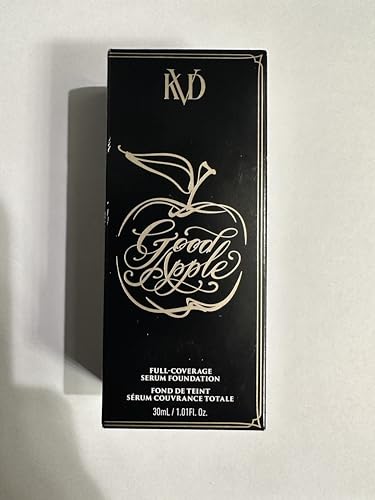 KVD
Good
Apple
FULL-COVERAGE
SERUM FOUNDATION
FOND DE TEINT
SÉRUM COUVRANCE TOTALE
30mL / 1.01Fl. Oz.